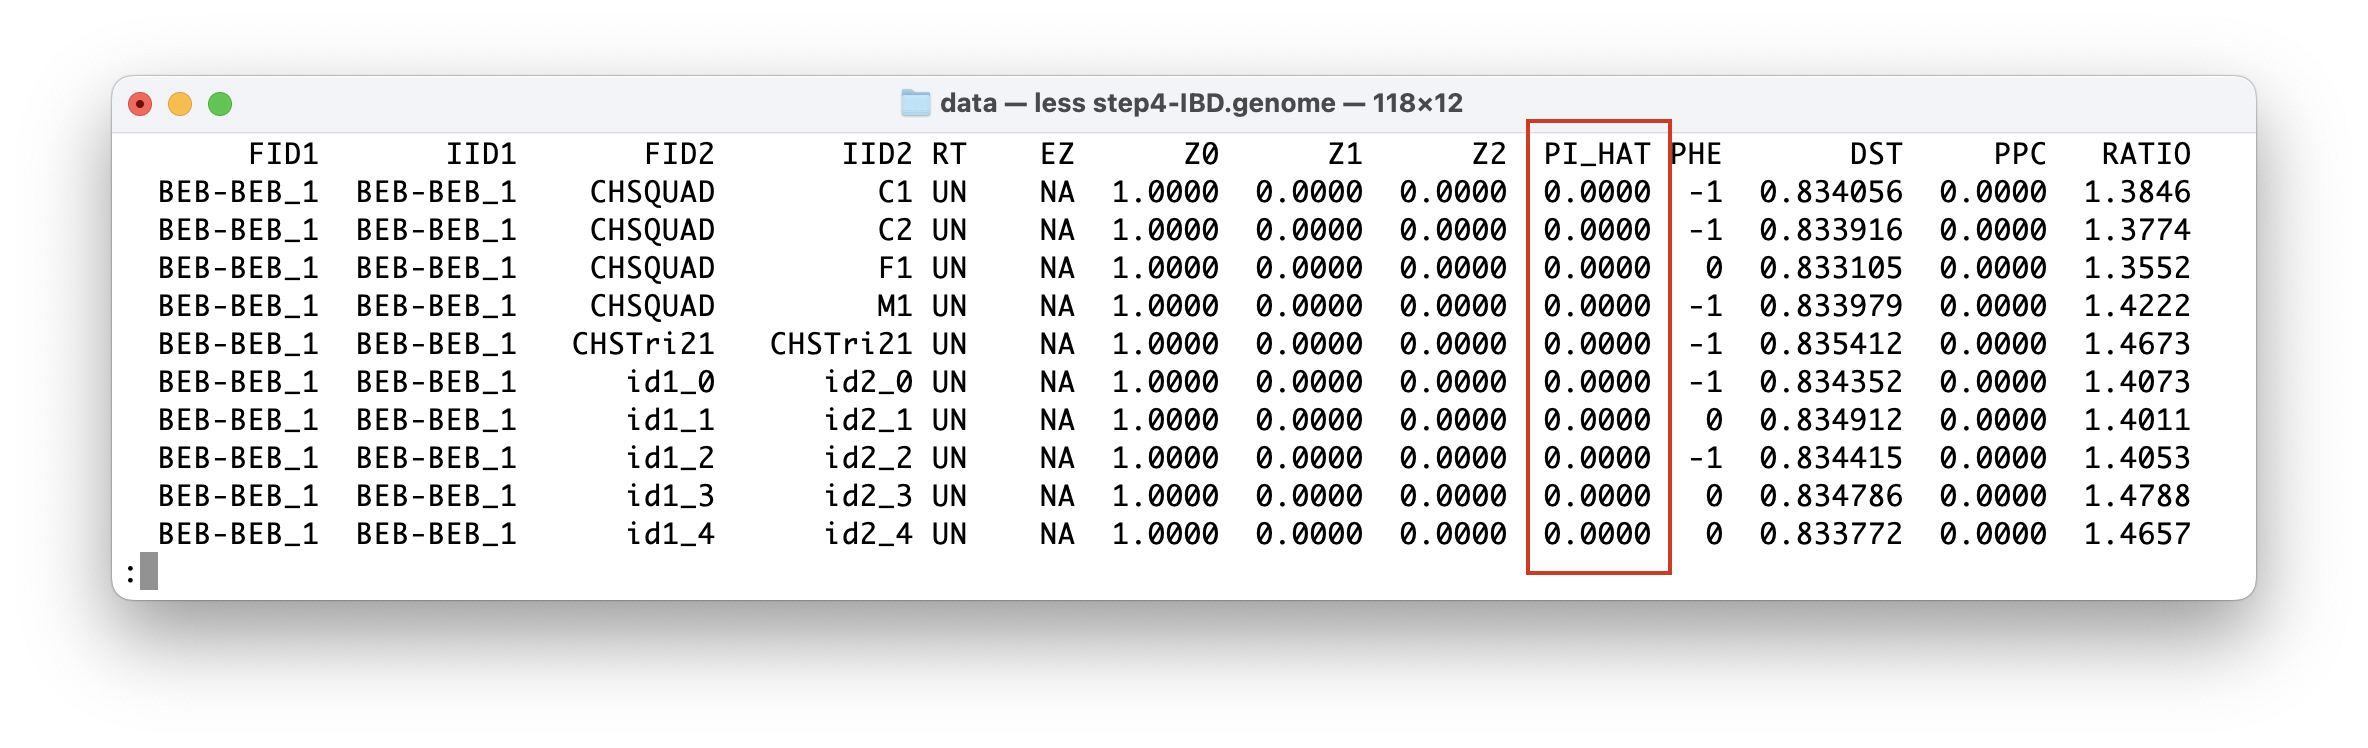 data — less step4-IBD.genome — 118×12
FID1 IID1 FID2 IID2 RT EZ Z0 Z1 Z2 PI_HAT PHE DST PPC RATIO
BEB-BEB_1 BEB-BEB_1 CHSQUAD C1 UN NA 1.0000 0.0000 0.0000 0.0000 -1 0.834056 0.0000 1.3846
BEB-BEB_1 BEB-BEB_1 CHSQUAD C2 UN NA 1.0000 0.0000 0.0000 0.0000 -1 0.833916 0.0000 1.3774
BEB-BEB_1 BEB-BEB_1 CHSQUAD F1 UN NA 1.0000 0.0000 0.0000 0.0000 0 0.833105 0.0000 1.3552
BEB-BEB_1 BEB-BEB_1 CHSQUAD M1 UN NA 1.0000 0.0000 0.0000 0.0000 -1 0.833979 0.0000 1.4222
BEB-BEB_1 BEB-BEB_1 CHSTri21 CHSTri21 UN NA 1.0000 0.0000 0.0000 0.0000 -1 0.835412 0.0000 1.4673
BEB-BEB_1 BEB-BEB_1 id1_0 id2_0 UN NA 1.0000 0.0000 0.0000 0.0000 -1 0.834352 0.0000 1.4073
BEB-BEB_1 BEB-BEB_1 id1_1 id2_1 UN NA 1.0000 0.0000 0.0000 0.0000 0 0.834912 0.0000 1.4011
BEB-BEB_1 BEB-BEB_1 id1_2 id2_2 UN NA 1.0000 0.0000 0.0000 0.0000 -1 0.834415 0.0000 1.4053
BEB-BEB_1 BEB-BEB_1 id1_3 id2_3 UN NA 1.0000 0.0000 0.0000 0.0000 0 0.834786 0.0000 1.4788
BEB-BEB_1 BEB-BEB_1 id1_4 id2_4 UN NA 1.0000 0.0000 0.0000 0.0000 0 0.833772 0.0000 1.4657
: